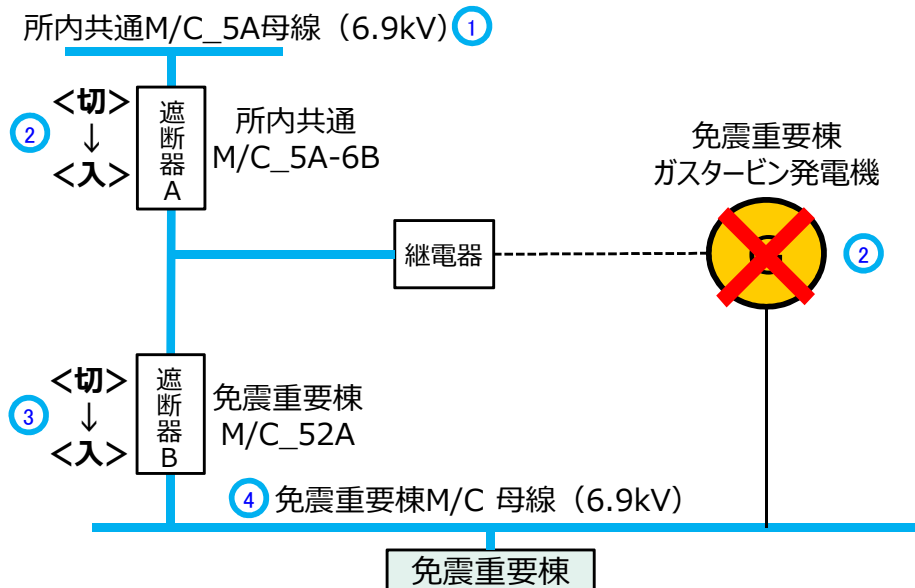 所内共通M/C_5A母線（6.9kV）①
②
<切>
↓
<入>
遮断器A
所内共通
M/C_5A-6B
免震重要棟
ガスタービン発電機
継電器
②
③
<切>
↓
<入>
遮断器B
免震重要棟
M/C_52A
④免震重要棟M/C 母線（6.9kV）
免震重要棟